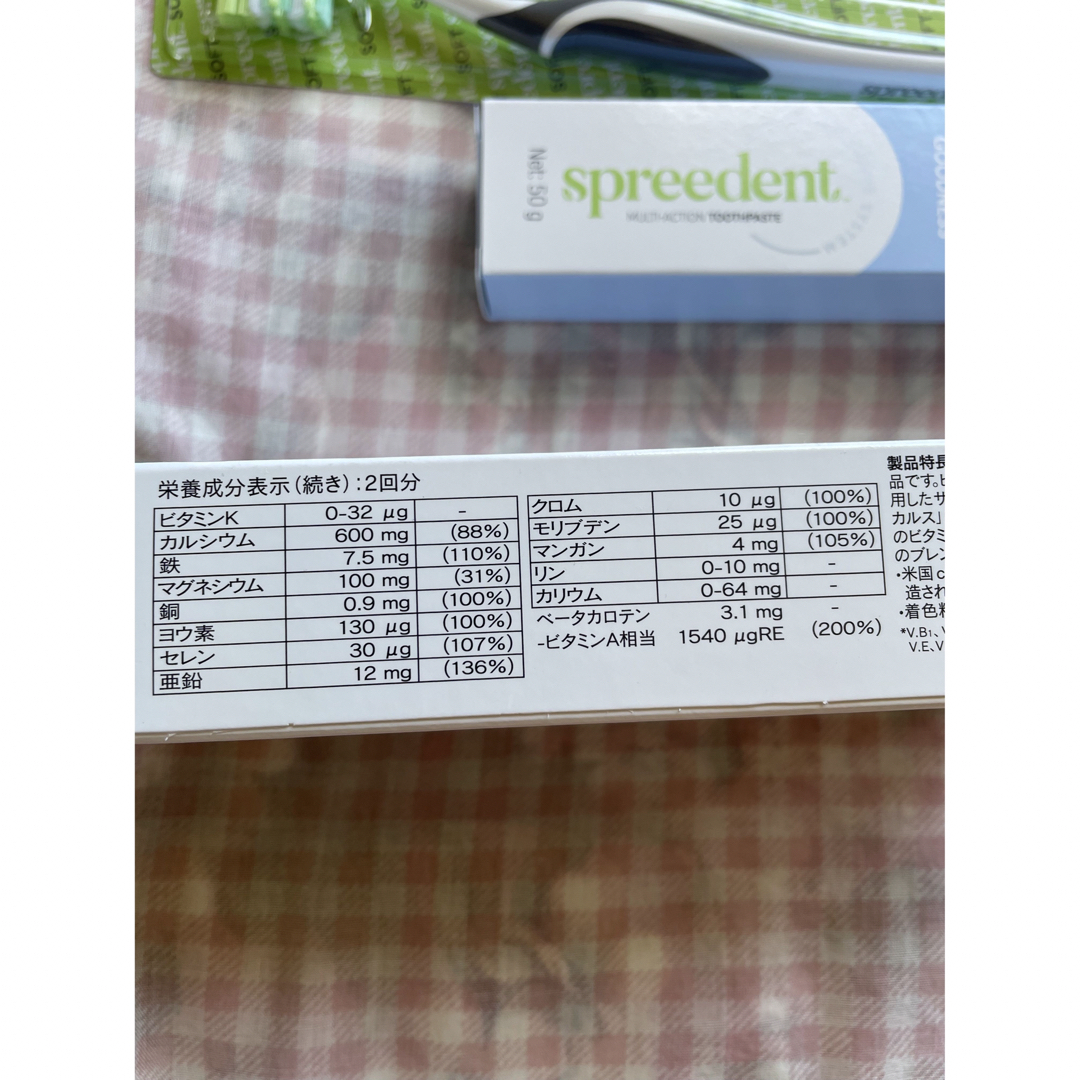 SOFT
Net: 50 g
spreedent
MULTI-ACTION TOOTHPASTE
SYSTEM
栄養成分表示(続き):2回分
ビタミンK 0-32 μg -
カルシウム 600 mg (88%)
鉄 7.5 mg (110%)
マグネシウム 100 mg (31%)
銅 0.9 mg (100%)
ヨウ素 130 μg (100%)
セレン 30 μg (107%)
亜鉛 12 mg (136%)
クロム 10 μg (100%)
モリブデン 25 μg (100%)
マンガン 4 mg (105%)
リン 0-10 mg -
カリウム 0-64 mg -
ベータカロテン 3.1 mg -
-ビタミンA相当 1540 μgRE (200%)
製品特長
品です。ビ
用したサ
カルス」
のビタミ
のブレン
・米国c
造され
・着色料
*V.B1、V
V.E、V